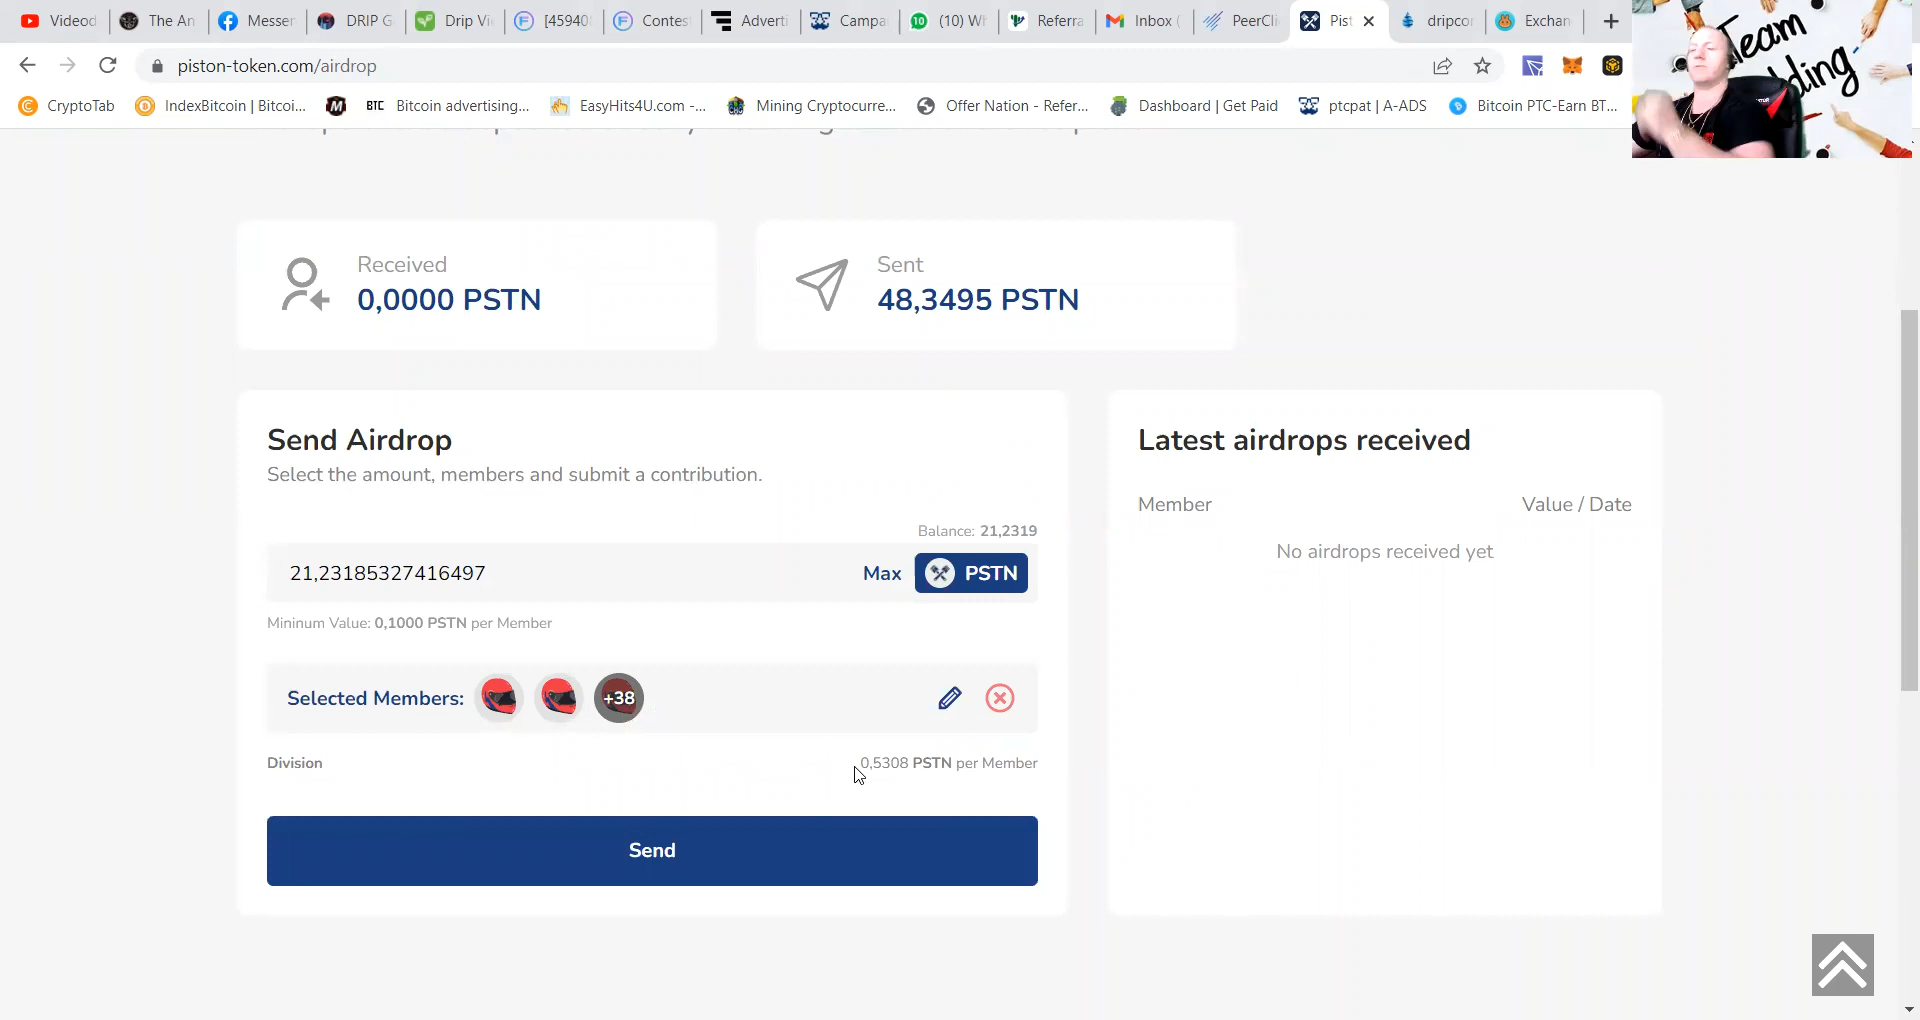 Videod
The An
Messen
DRIP G
Drip Vi
[45940
Contes
Adverti
Campa
(10) W
Referra
Inbox (
PeerCli
Pist
dripcor
Exchan
piston-token.com/airdrop
CryptoTab
IndexBitcoin | Bitcoi...
BTC Bitcoin advertising...
EasyHits4U.com -...
Mining Cryptocurre...
Offer Nation - Refer...
Dashboard | Get Paid
ptcpat | A-ADS
Bitcoin PTC-Earn BT...
Team
lding
Received
0,0000 PSTN
Sent
48,3495 PSTN
Send Airdrop
Select the amount, members and submit a contribution.
Balance: 21,2319
21,23185327416497
Max
PSTN
Mininum Value: 0,1000 PSTN per Member
Selected Members:
+38
Division
0,5308 PSTN per Member
Send
Latest airdrops received
Member
Value / Date
No airdrops received yet